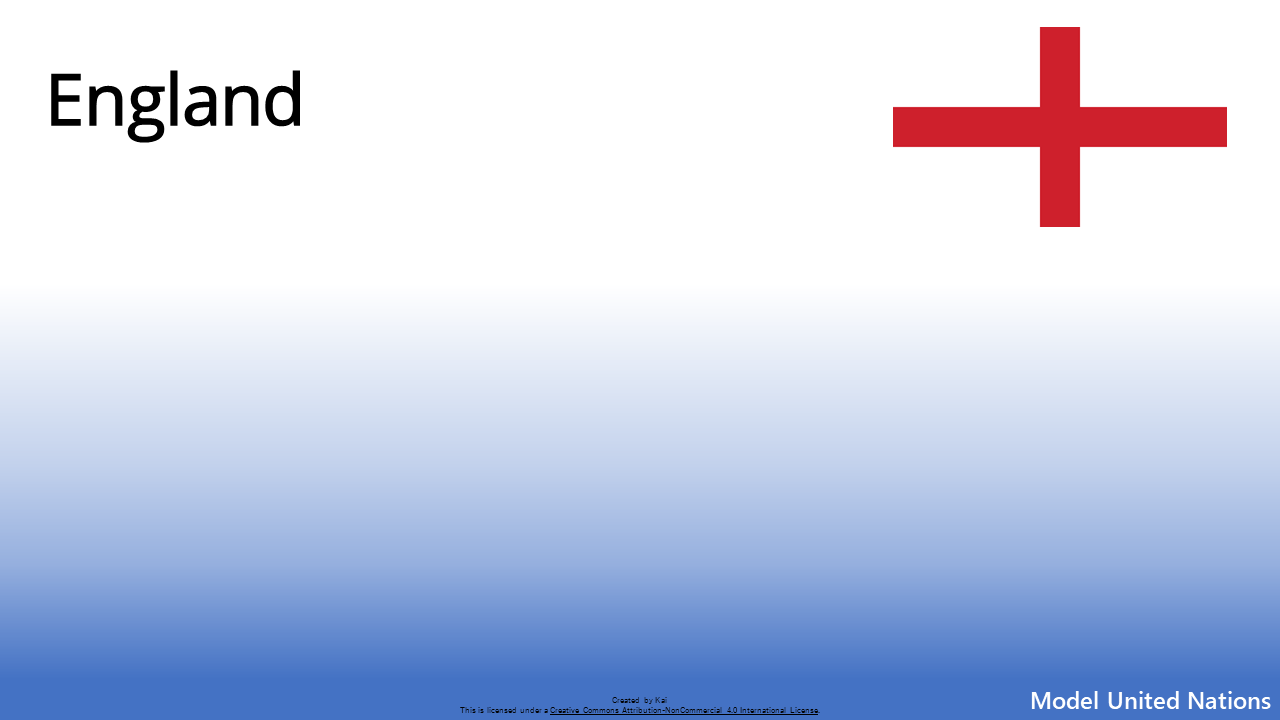 England
Created by Kai
This is licensed under a Creative Commons Attribution-NonCommercial 4.0 International License.
Model United Nations